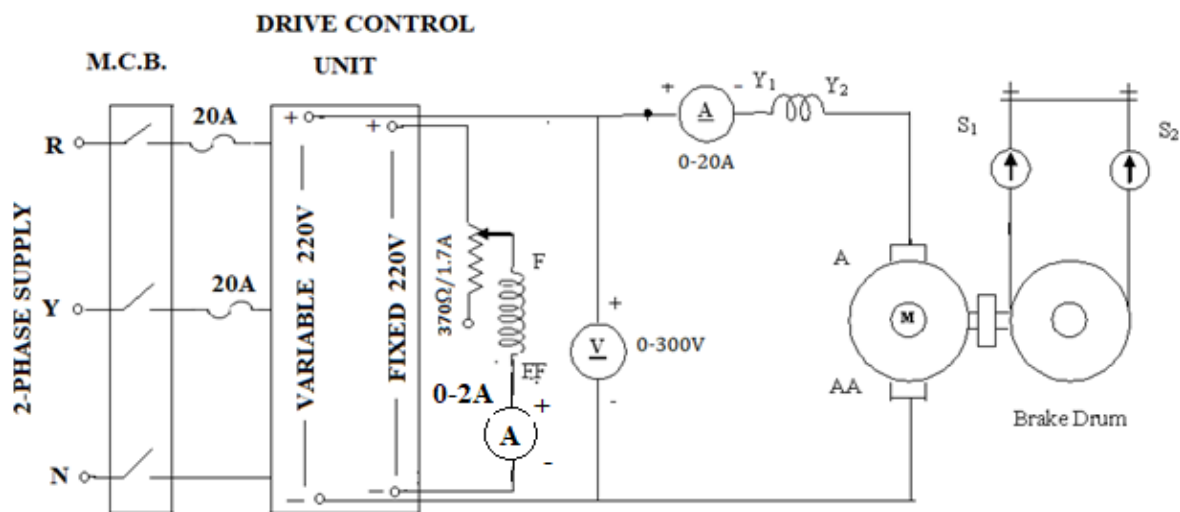 DRIVE CONTROL
UNIT
M.C.B.
20A
R
20A
Y
N
2-PHASE SUPPLY
+
VARIABLE 220V
-
+
FIXED 220V
-
370Ω/1.7A
F
FF
0-2A
A
+
-
+
V
0-300V
-
+
A
-
0-20A
Y1
Y2
A
M
AA
S1
S2
Brake Drum